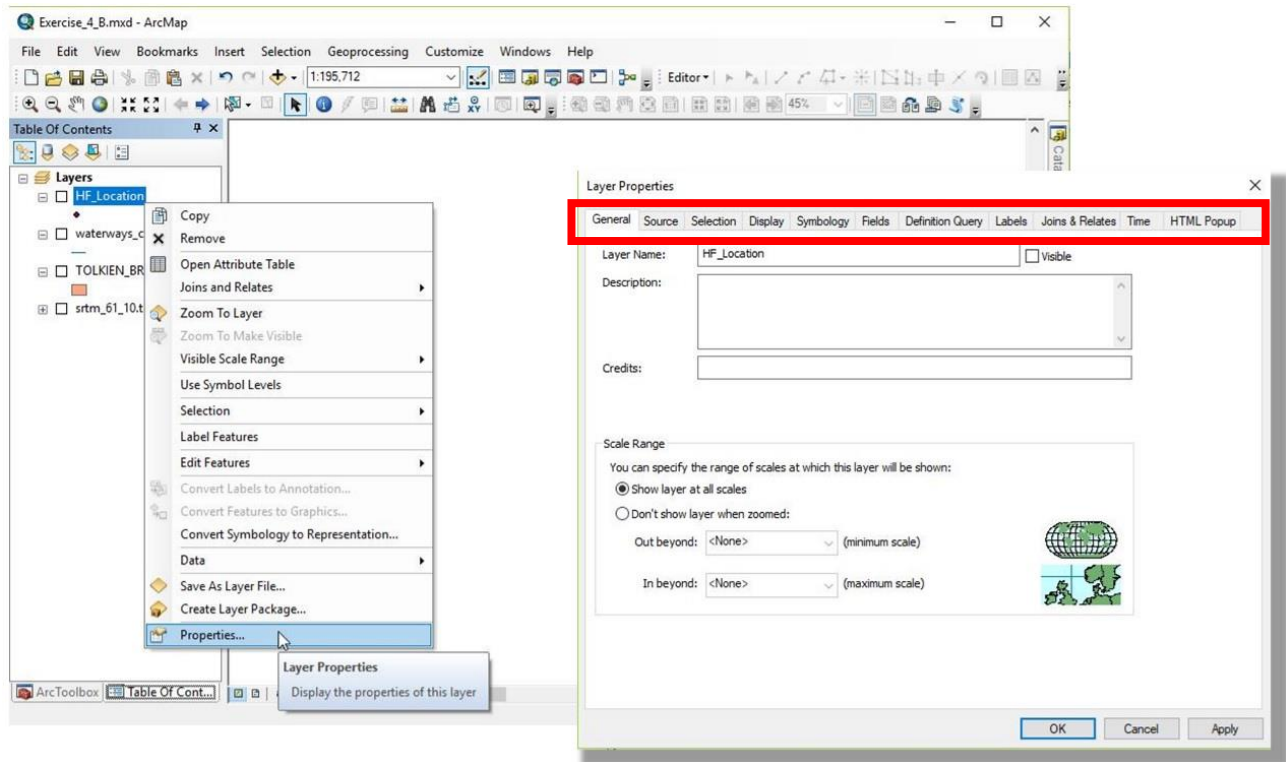 Exercise_4_B.mxd - ArcMap
File Edit View Bookmarks Insert Selection Geoprocessing Customize Windows Help
1:195,712
Editor
45%
Table Of Contents
Layers
HF_Location
waterways_c
TOLKIEN_BR
srtm_61_10.t
Copy
Remove
Open Attribute Table
Joins and Relates
Zoom To Layer
Zoom To Make Visible
Visible Scale Range
Use Symbol Levels
Selection
Label Features
Edit Features
Convert Labels to Annotation...
Convert Features to Graphics...
Convert Symbology to Representation...
Data
Save As Layer File...
Create Layer Package...
Properties...
Layer Properties
Display the properties of this layer
ArcToolbox Table Of Cont...
Cata
Layer Properties
General Source Selection Display Symbology Fields Definition Query Labels Joins & Relates Time HTML Popup
Layer Name: HF_Location Visible
Description:
Credits:
Scale Range
You can specify the range of scales at which this layer will be shown:
Show layer at all scales
Don't show layer when zoomed:
Out beyond: <None> (minimum scale)
In beyond: <None> (maximum scale)
OK Cancel Apply